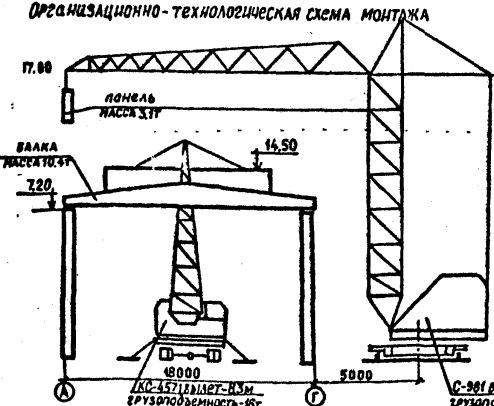 Организационно-технологическая схема монтажа
17.00
панель
масса 3,1т
балка
масса 10,4т
14,50
7,20
18000
5000
А
Г
КС-4571 вылет-8,3м
грузоподъемность-16т